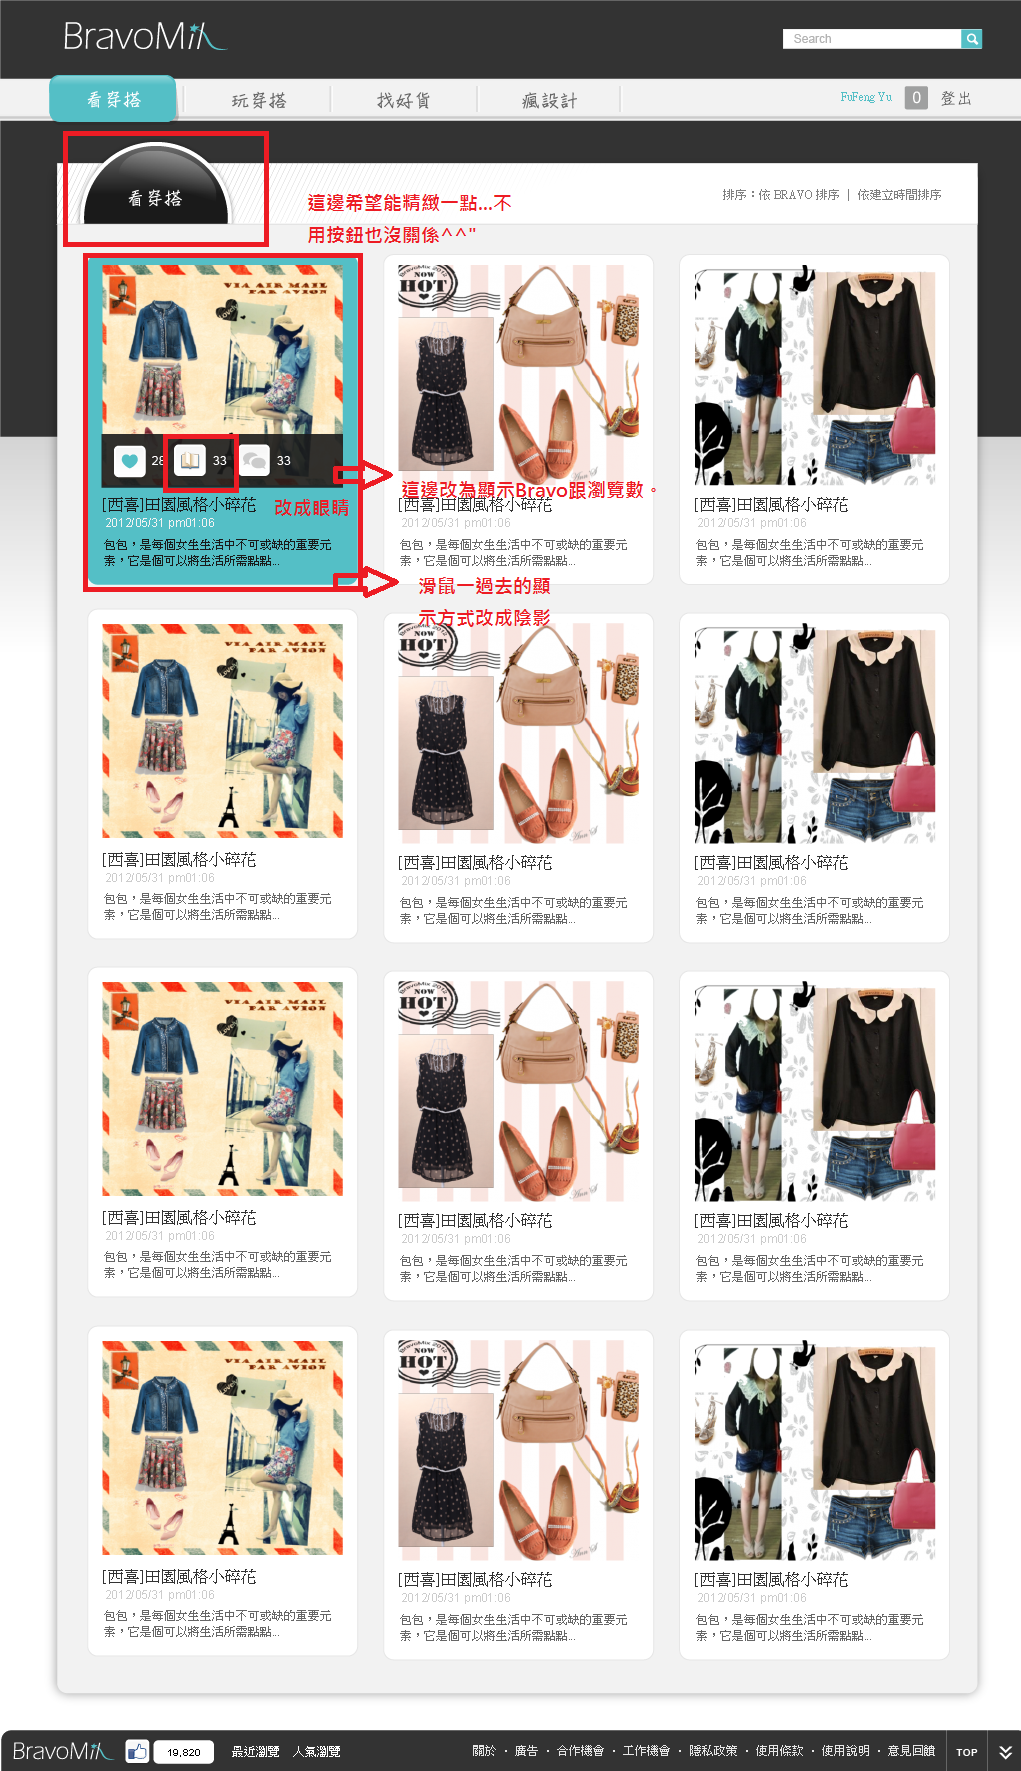 BravoMix
Search
看穿搭
玩穿搭
找好貨
瘋設計
FuFeng Yu
0
登出
看穿搭
這邊希望能精緻一點...不
用按鈕也沒關係^^"
排序：依 BRAVO 排序 | 依建立時間排序
VIA AIR MAIL
PAR AVION
Lovely
28
33
33
[西喜]田園風格小碎花
改成眼睛
2012/05/31 pm01:06
包包，是每個女生生活中不可或缺的重要元
素，它是個可以將生活所需點點...
BravoMix 2012
NOW
HOT
這邊改為顯示Bravo跟瀏覽數。
[西喜]田園風格小碎花
2012/05/31 pm01:06
包包，是每個女生生活中不可或缺的重要元
素，它是個可以將生活所需點點...
滑鼠一過去的顯
示方式改成陰影
[西喜]田園風格小碎花
2012/05/31 pm01:06
包包，是每個女生生活中不可或缺的重要元
素，它是個可以將生活所需點點...
VIA AIR MAIL
PAR AVION
Lovely
[西喜]田園風格小碎花
2012/05/31 pm01:06
包包，是每個女生生活中不可或缺的重要元
素，它是個可以將生活所需點點...
BravoMix 2012
NOW
HOT
AnnS
[西喜]田園風格小碎花
2012/05/31 pm01:06
包包，是每個女生生活中不可或缺的重要元
素，它是個可以將生活所需點點...
[西喜]田園風格小碎花
2012/05/31 pm01:06
包包，是每個女生生活中不可或缺的重要元
素，它是個可以將生活所需點點...
VIA AIR MAIL
PAR AVION
Lovely
[西喜]田園風格小碎花
2012/05/31 pm01:06
包包，是每個女生生活中不可或缺的重要元
素，它是個可以將生活所需點點...
BravoMix 2012
NOW
HOT
AnnS
[西喜]田園風格小碎花
2012/05/31 pm01:06
包包，是每個女生生活中不可或缺的重要元
素，它是個可以將生活所需點點...
[西喜]田園風格小碎花
2012/05/31 pm01:06
包包，是每個女生生活中不可或缺的重要元
素，它是個可以將生活所需點點...
VIA AIR MAIL
PAR AVION
Lovely
[西喜]田園風格小碎花
2012/05/31 pm01:06
包包，是每個女生生活中不可或缺的重要元
素，它是個可以將生活所需點點...
BravoMix 2012
NOW
HOT
AnnS
[西喜]田園風格小碎花
2012/05/31 pm01:06
包包，是每個女生生活中不可或缺的重要元
素，它是個可以將生活所需點點...
[西喜]田園風格小碎花
2012/05/31 pm01:06
包包，是每個女生生活中不可或缺的重要元
素，它是個可以將生活所需點點...
BravoMix
19,820
最近瀏覽 人氣瀏覽
關於 · 廣告 · 合作機會 · 工作機會 · 隱私政策 · 使用條款 · 使用說明 · 意見回饋
TOP